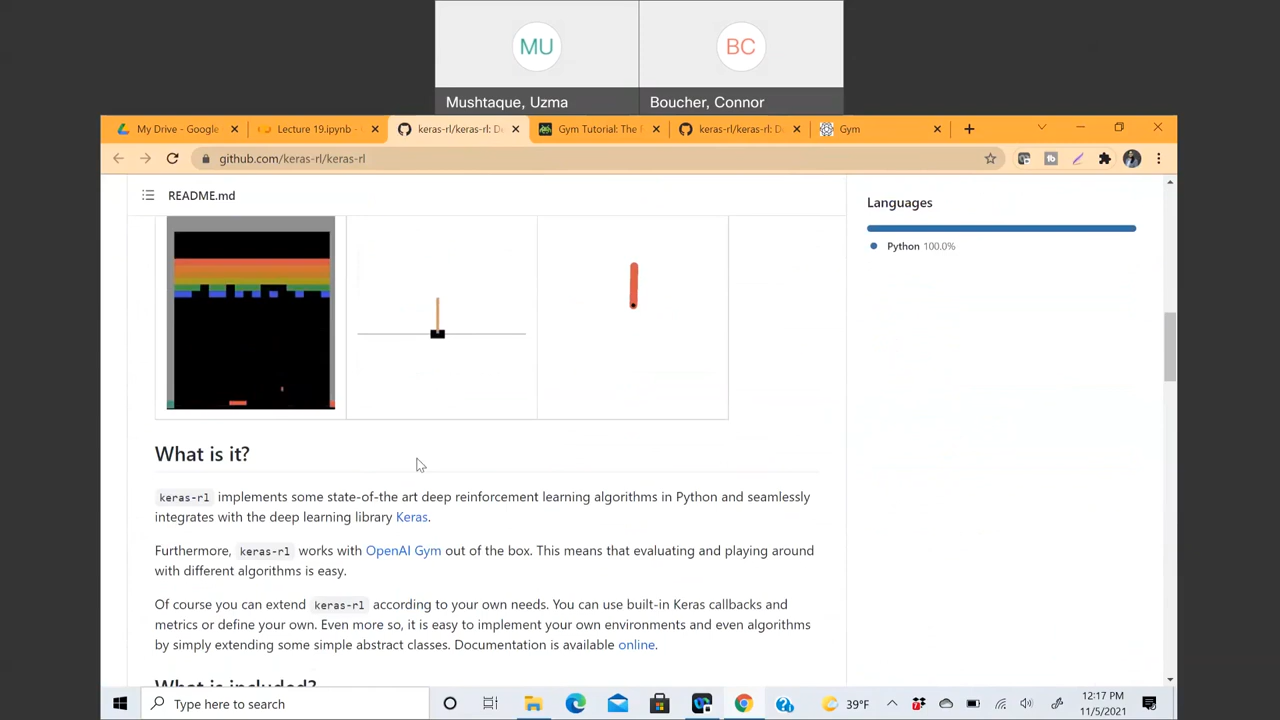 MU
BC
Mushtaque, Uzma
Boucher, Connor
My Drive - Google
Lecture 19.ipynb -
keras-rl/keras-rl: De
Gym Tutorial: The F
keras-rl/keras-rl: De
Gym
github.com/keras-rl/keras-rl
README.md
Languages
Python 100.0%
What is it?
keras-rl implements some state-of-the art deep reinforcement learning algorithms in Python and seamlessly
integrates with the deep learning library Keras.
Furthermore, keras-rl works with OpenAI Gym out of the box. This means that evaluating and playing around
with different algorithms is easy.
Of course you can extend keras-rl according to your own needs. You can use built-in Keras callbacks and
metrics or define your own. Even more so, it is easy to implement your own environments and even algorithms
by simply extending some simple abstract classes. Documentation is available online.
What is included?
Type here to search
39°F
12:17 PM
11/5/2021